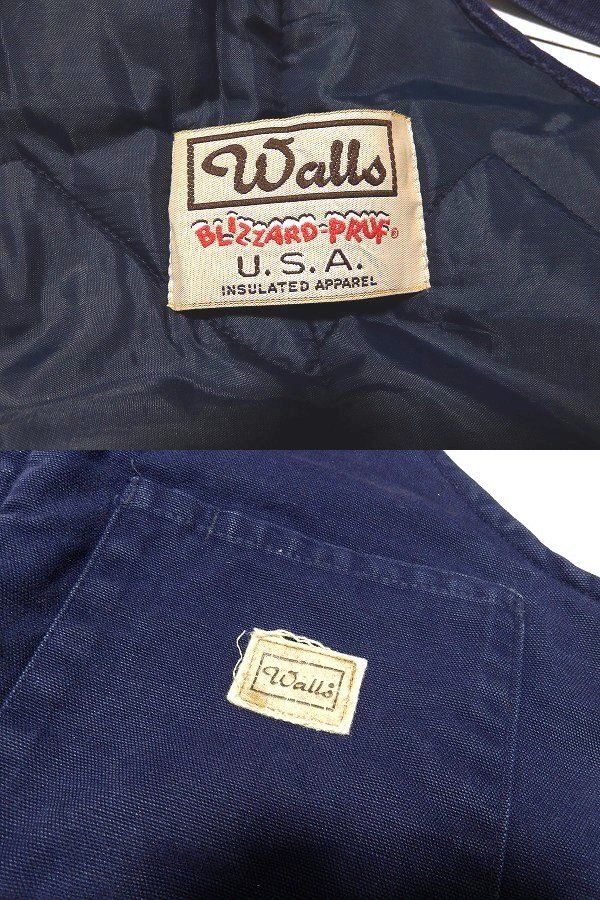 Walls
BLIZZARD-PRUF®
U.S.A.
INSULATED APPAREL
Walls